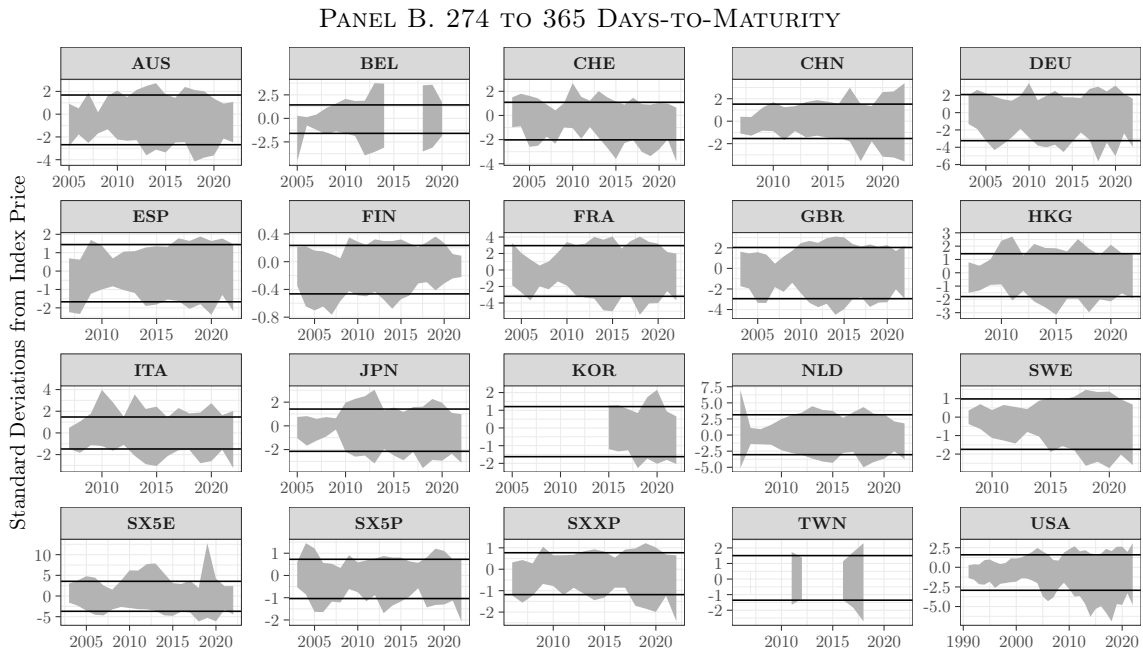 PANEL B. 274 TO 365 DAYS-TO-MATURITY
Standard Deviations from Index Price
AUS BEL CHE CHN DEU
2 0 -2 -4
2.5 0.0 -2.5
2 0 -2 -4
2 0 -2
2 0 -2 -4 -6
2005 2010 2015 2020
2005 2010 2015 2020
2005 2010 2015 2020
2010 2015 2020
2005 2010 2015 2020
ESP FIN FRA GBR HKG
2 1 0 -1 -2
0.4 0.0 -0.4 -0.8
4 2 0 -2 -4
2 0 -2 -4
3 2 1 0 -1 -2 -3
2010 2015 2020
2005 2010 2015 2020
2005 2010 2015 2020
2005 2010 2015 2020
2010 2015 2020
ITA JPN KOR NLD SWE
4 2 0 -2
2 0 -2
2 1 0 -1 -2
7.5 5.0 2.5 0.0 -2.5 -5.0
1 0 -1 -2
2010 2015 2020
2005 2010 2015 2020
2005 2010 2015 2020
2010 2015 2020
2010 2015 2020
SX5E SX5P SXXP TWN USA
10 5 0 -5
1 0 -1 -2
1 0 -1 -2
2 1 0 -1 -2
2.5 0.0 -2.5 -5.0
2005 2010 2015 2020
2005 2010 2015 2020
2010 2015 2020
2010 2015 2020
1990 2000 2010 2020